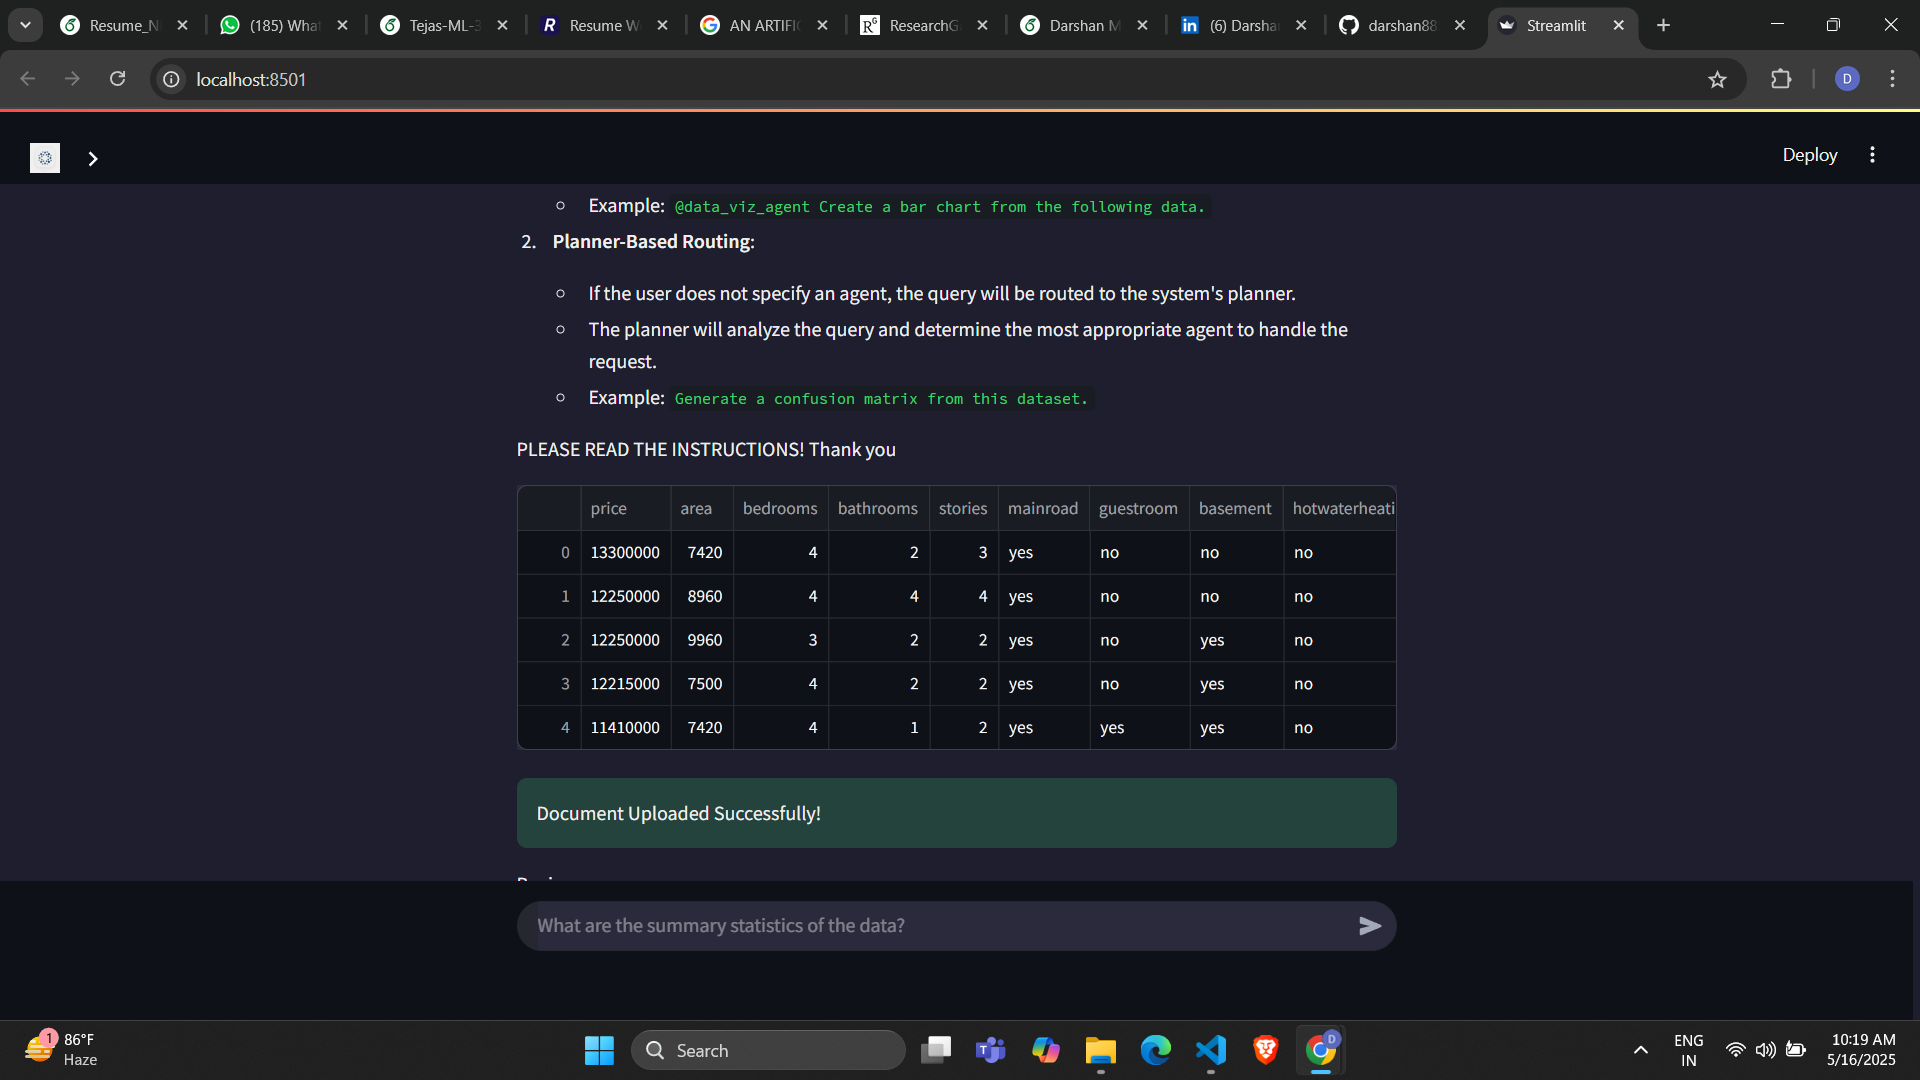 Resume_N
(185) What
Tejas-ML-3
Resume W
AN ARTIFIC
ResearchG
Darshan M
(6) Darsha
darshan88
Streamlit
localhost:8501
D
Deploy
Example: @data_viz_agent Create a bar chart from the following data.
2. Planner-Based Routing:
If the user does not specify an agent, the query will be routed to the system's planner.
The planner will analyze the query and determine the most appropriate agent to handle the
request.
Example: Generate a confusion matrix from this dataset.
PLEASE READ THE INSTRUCTIONS! Thank you
price area bedrooms bathrooms stories mainroad guestroom basement hotwaterheati
0 13300000 7420 4 2 3 yes no no no
1 12250000 8960 4 4 4 yes no no no
2 12250000 9960 3 2 2 yes no yes no
3 12215000 7500 4 2 2 yes no yes no
4 11410000 7420 4 1 2 yes yes yes no
Document Uploaded Successfully!
What are the summary statistics of the data?
1
86°F
Haze
Search
D
ENG
IN
10:19 AM
5/16/2025